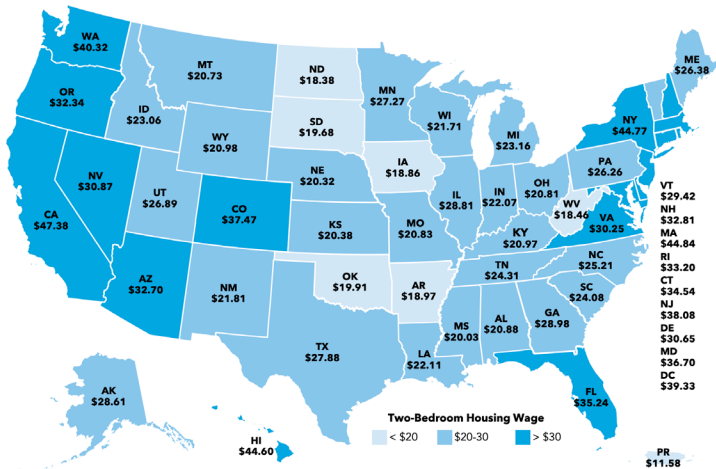 WA
$40.32
MT
$20.73
ND
$18.38
MN
$27.27
ME
$26.38
OR
$32.34
ID
$23.06
SD
$19.68
WI
$21.71
MI
$23.16
NY
$44.77
WY
$20.98
NV
$30.87
UT
$26.89
CO
$37.47
NE
$20.32
IA
$18.86
IL
$28.81
IN
$22.07
OH
$20.81
PA
$26.26
WV
$18.46
VA
$30.25
CA
$47.38
KS
$20.38
MO
$20.83
KY
$20.97
NC
$25.21
TN
$24.31
SC
$24.08
AZ
$32.70
NM
$21.81
OK
$19.91
AR
$18.97
MS
$20.03
AL
$20.88
GA
$28.98
TX
$27.88
LA
$22.11
FL
$35.24
AK
$28.61
HI
$44.60
VT
$29.42
NH
$32.81
MA
$44.84
RI
$33.20
CT
$34.54
NJ
$38.08
DE
$30.65
MD
$36.70
DC
$39.33
Two-Bedroom Housing Wage
< $20
$20-30
> $30
PR
$11.58